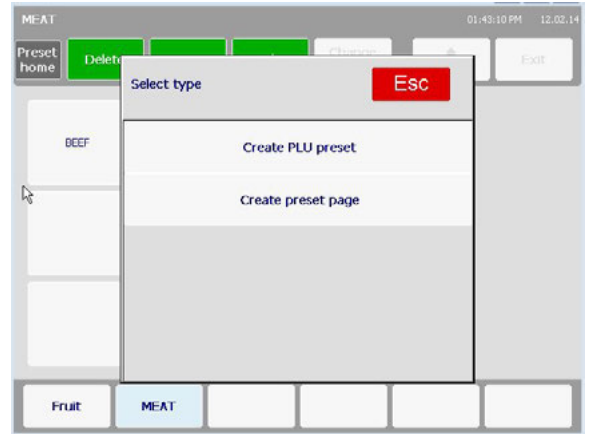 MEAT
01:43:10 PM 12.02.14
Preset
home
Change
Exit
Select type
Esc
BEEF
Create PLU preset
Create preset page
Fruit
MEAT